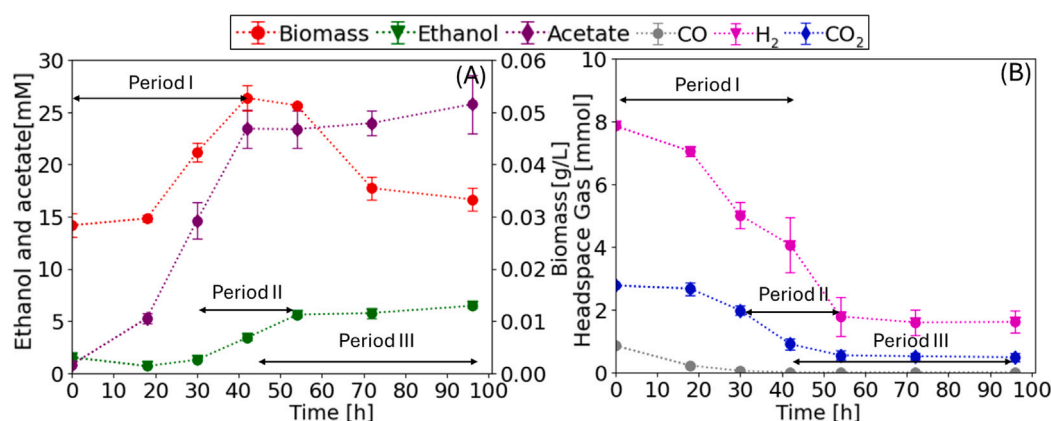 Biomass Ethanol Acetate CO H₂ CO₂
(A)
Ethanol and acetate[mM]
30
25
20
15
10
5
0
Period I
Period II
Period III
0.06
0.05
0.04
0.03
0.02
0.01
0.00
Biomass[g/L]
0 10 20 30 40 50 60 70 80 90 100
Time [h]
(B)
Headspace Gas [mmol]
10
8
6
4
2
0
Period I
Period II
Period III
0 10 20 30 40 50 60 70 80 90 100
Time [h]